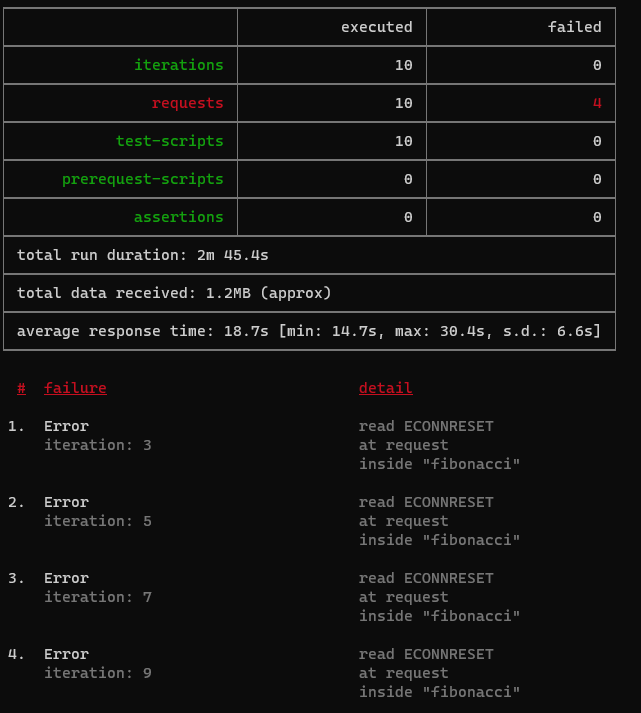 executed failed
iterations 10 0
requests 10 4
test-scripts 10 0
prerequest-scripts 0 0
assertions 0 0
total run duration: 2m 45.4s
total data received: 1.2MB (approx)
average response time: 18.7s [min: 14.7s, max: 30.4s, s.d.: 6.6s]
# failure detail
1. Error read ECONNRESET
iteration: 3 at request
inside "fibonacci"
2. Error read ECONNRESET
iteration: 5 at request
inside "fibonacci"
3. Error read ECONNRESET
iteration: 7 at request
inside "fibonacci"
4. Error read ECONNRESET
iteration: 9 at request
inside "fibonacci"